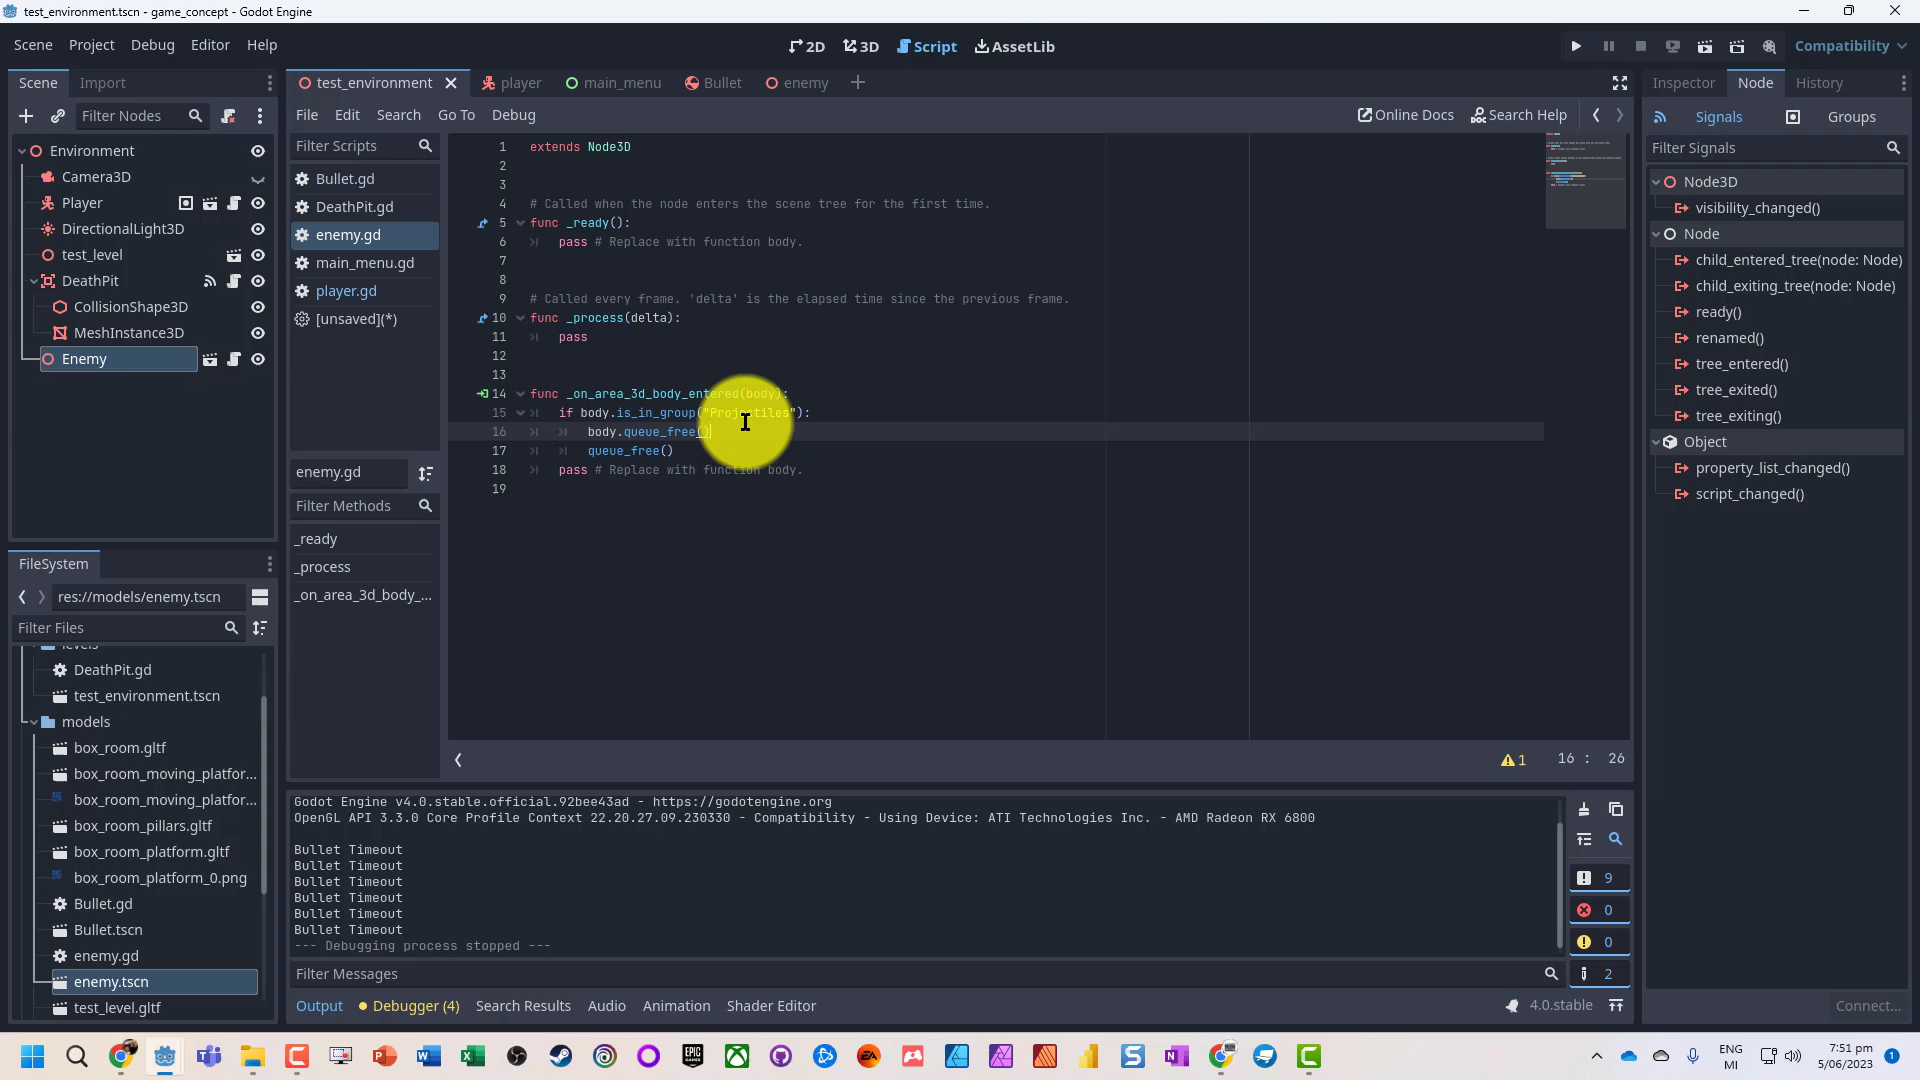 test_environment.tscn - game_concept - Godot Engine
Scene Project Debug Editor Help
2D 3D Script AssetLib
Compatibility
Scene Import
Filter Nodes
Environment
Camera3D
Player
DirectionalLight3D
test_level
DeathPit
CollisionShape3D
MeshInstance3D
Enemy
FileSystem
res://models/enemy.tscn
Filter Files
levels
DeathPit.gd
test_environment.tscn
models
box_room.gltf
box_room_moving_platfor...
box_room_moving_platfor...
box_room_pillars.gltf
box_room_platform.gltf
box_room_platform_0.png
Bullet.gd
Bullet.tscn
enemy.gd
enemy.tscn
test_level.gltf
test_environment player main_menu Bullet enemy
File Edit Search Go To Debug
Online Docs Search Help
Filter Scripts
Bullet.gd
DeathPit.gd
enemy.gd
main_menu.gd
player.gd
[unsaved](*)
enemy.gd
Filter Methods
_ready
_process
_on_area_3d_body_...
1 extends Node3D
2
3
4 # Called when the node enters the scene tree for the first time.
5 func _ready():
6 pass # Replace with function body.
7
8
9 # Called every frame. 'delta' is the elapsed time since the previous frame.
10 func _process(delta):
11 pass
12
13
14 func _on_area_3d_body_entered(body):
15 if body.is_in_group("Projectiles"):
16 body.queue_free()
17 queue_free()
18 pass # Replace with function body.
19
1 16 : 26
Godot Engine v4.0.stable.official.92bee43ad - https://godotengine.org
OpenGL API 3.3.0 Core Profile Context 22.20.27.09.230330 - Compatibility - Using Device: ATI Technologies Inc. - AMD Radeon RX 6800
Bullet Timeout
Bullet Timeout
Bullet Timeout
Bullet Timeout
Bullet Timeout
Bullet Timeout
--- Debugging process stopped ---
9
0
0
2
Filter Messages
Output Debugger (4) Search Results Audio Animation Shader Editor
4.0.stable
Inspector Node History
Signals Groups
Filter Signals
Node3D
visibility_changed()
Node
child_entered_tree(node: Node)
child_exiting_tree(node: Node)
ready()
renamed()
tree_entered()
tree_exited()
tree_exiting()
Object
property_list_changed()
script_changed()
Connect...
ENG
MI
7:51 pm
5/06/2023
1